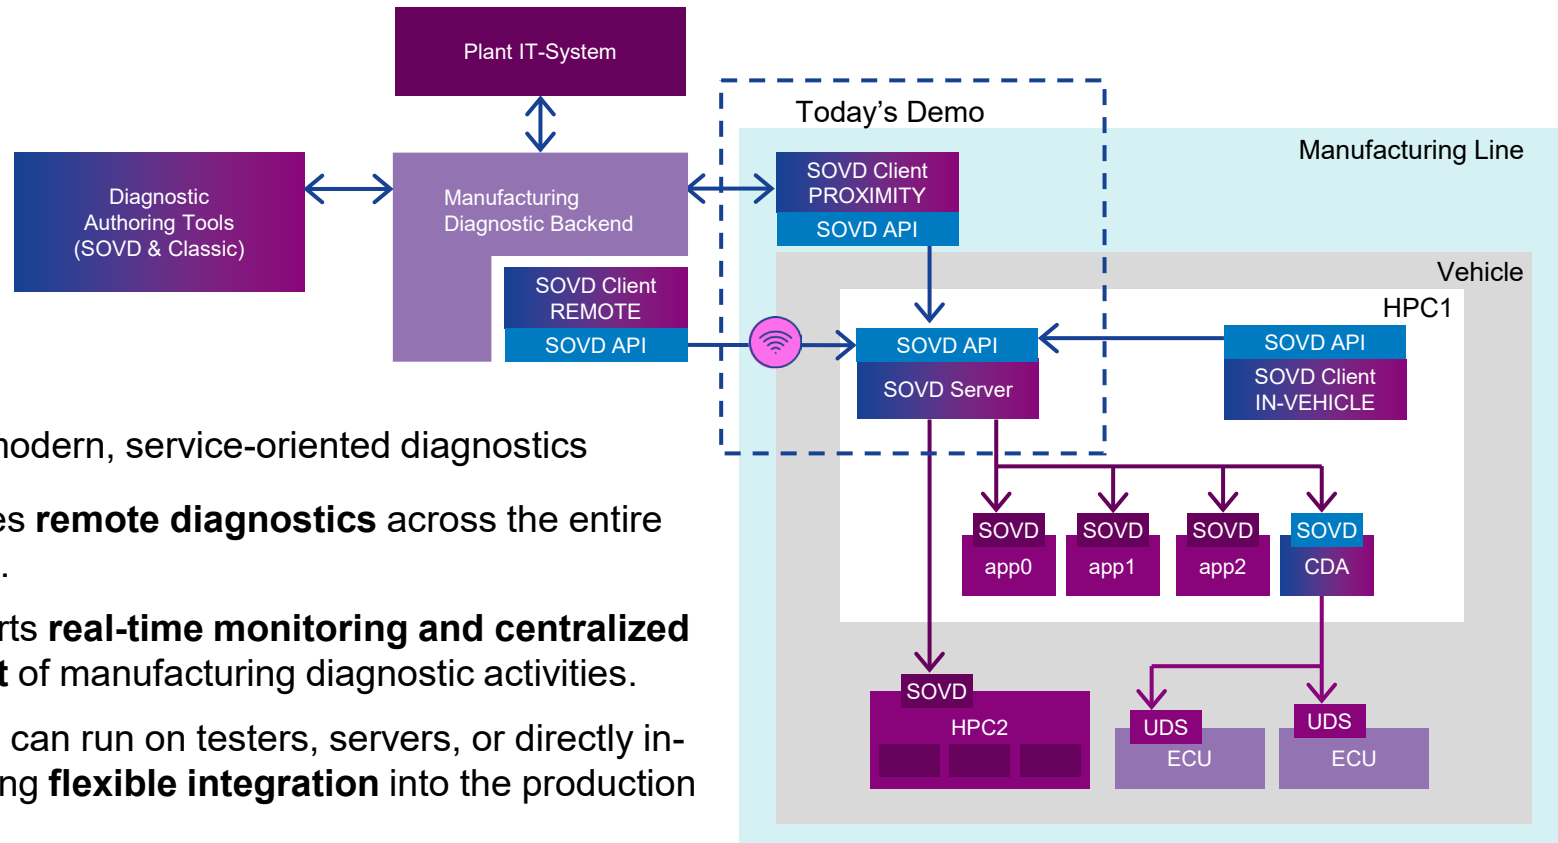 Plant IT-System
Today's Demo
Manufacturing Line
Diagnostic
Authoring Tools
(SOVD & Classic)
Manufacturing
Diagnostic Backend
SOVD Client
PROXIMITY
SOVD API
Vehicle
SOVD Client
REMOTE
SOVD API
HPC1
SOVD API
SOVD Server
SOVD API
SOVD Client
IN-VEHICLE
modern, service-oriented diagnostics
es remote diagnostics across the entire
.
rts real-time monitoring and centralized
t of manufacturing diagnostic activities.
can run on testers, servers, or directly in-
ng flexible integration into the production
SOVD
app0
SOVD
app1
SOVD
app2
SOVD
CDA
SOVD
HPC2
UDS
ECU
UDS
ECU